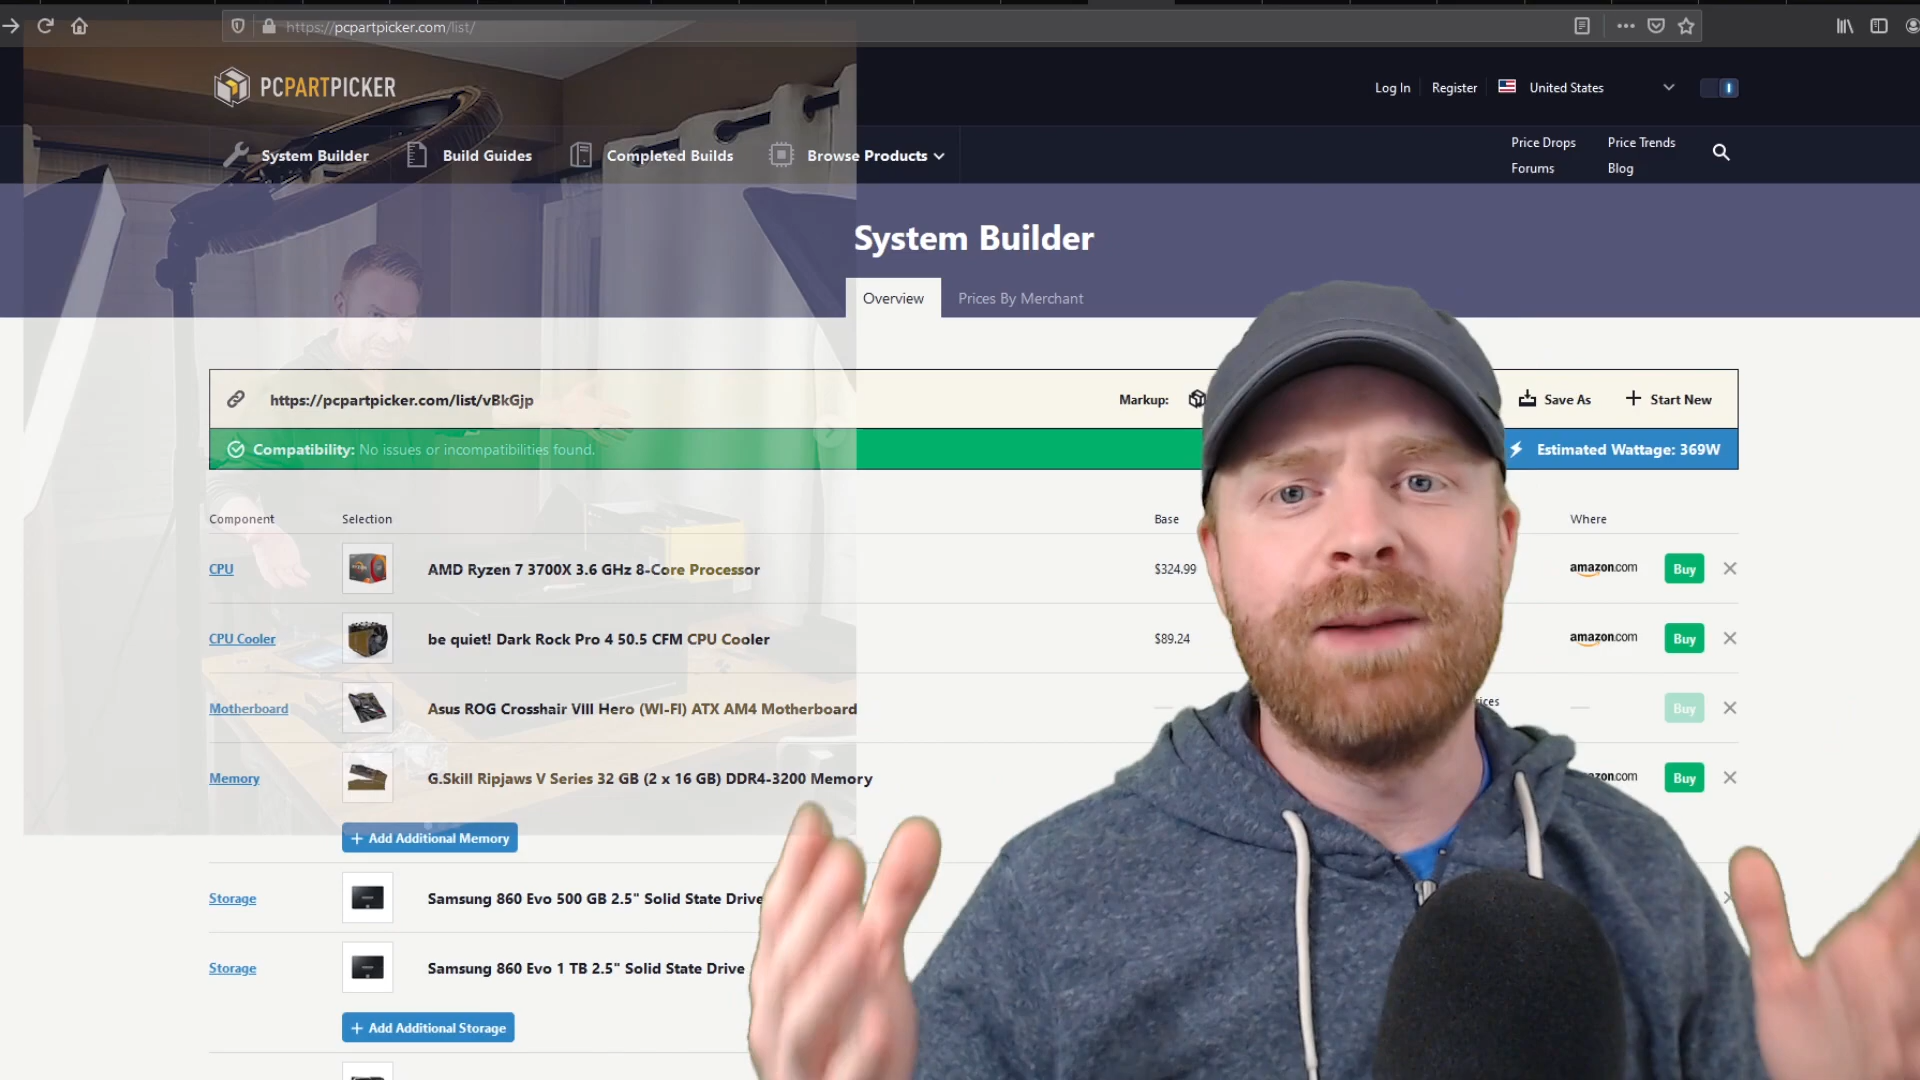 https://pcpartpicker.com/list/
PCPARTPICKER
Log In
Register
United States
System Builder
Build Guides
Completed Builds
Browse Products
Price Drops
Price Trends
Forums
Blog
System Builder
Overview
Prices By Merchant
https://pcpartpicker.com/list/vBkGjp
Markup:
Save As
Start New
Compatibility: No issues or incompatibilities found.
Estimated Wattage: 369W
Component
Selection
Base
Where
CPU
AMD Ryzen 7 3700X 3.6 GHz 8-Core Processor
$324.99
amazon.com
Buy
CPU Cooler
be quiet! Dark Rock Pro 4 50.5 CFM CPU Cooler
$89.24
amazon.com
Buy
Motherboard
Asus ROG Crosshair VIII Hero (WI-FI) ATX AM4 Motherboard
Buy
Memory
G.Skill Ripjaws V Series 32 GB (2 x 16 GB) DDR4-3200 Memory
zon.com
Buy
+ Add Additional Memory
Storage
Samsung 860 Evo 500 GB 2.5" Solid State Drive
Storage
Samsung 860 Evo 1 TB 2.5" Solid State Drive
+ Add Additional Storage